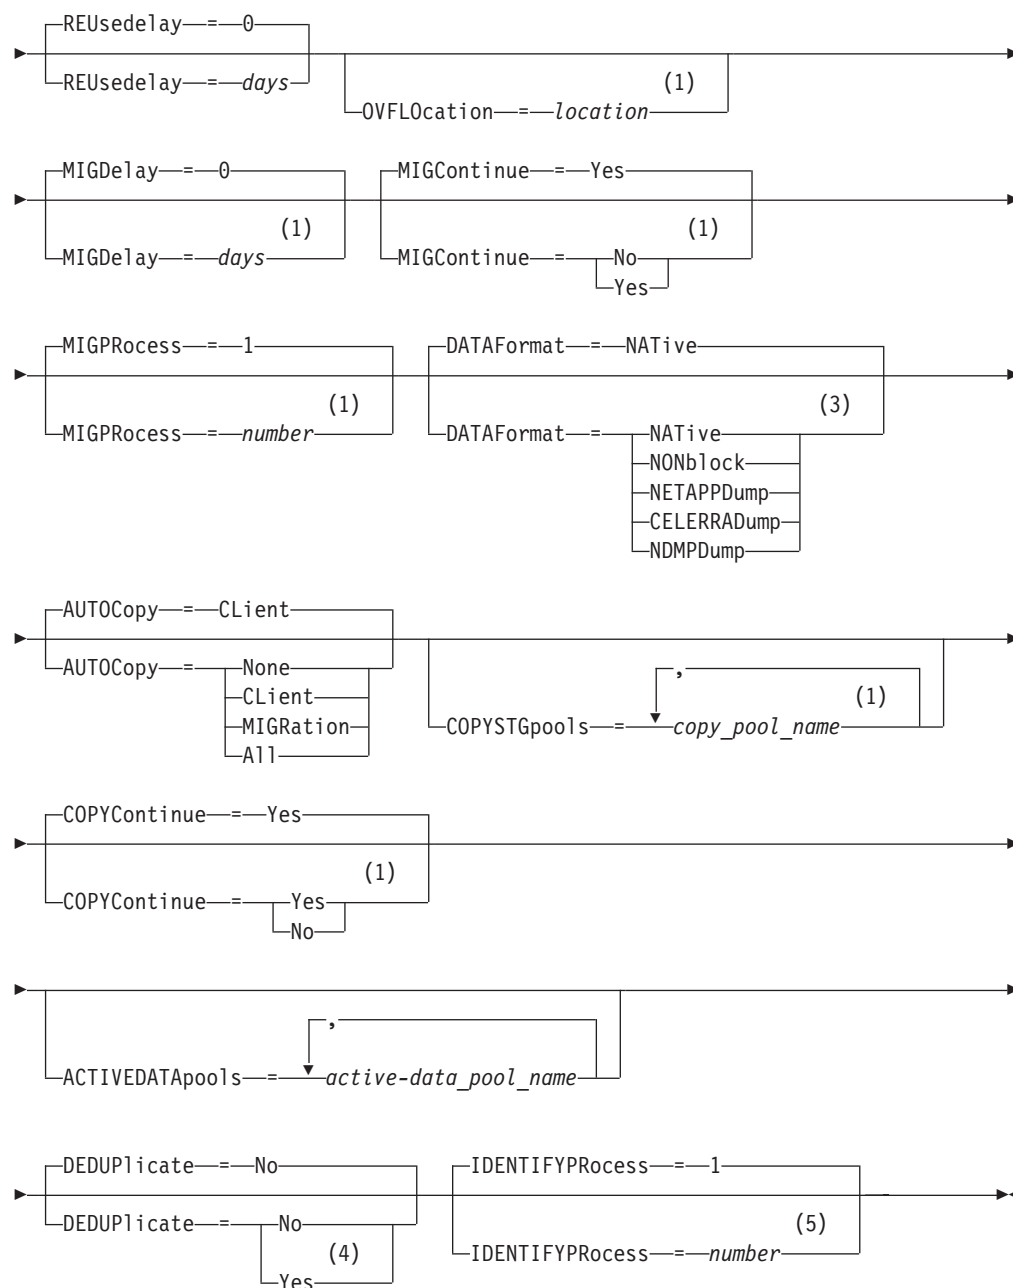 REUsedelay = 0
REUsedelay = days
(1)
OVFLOcation = location
MIGDelay = 0
MIGContinue = Yes
(1)
(1)
MIGDelay = days
MIGContinue = No
Yes
MIGPRocess = 1
DATAFormat = NATive
(1)
(3)
MIGPRocess = number
DATAFormat = NATive
NONblock
NETAPPDump
CELERRADump
NDMPDump
AUTOCopy = CLient
AUTOCopy = None
CLient
MIGRation
All
,
(1)
COPYSTGpools = copy_pool_name
COPYContinue = Yes
(1)
COPYContinue = Yes
No
,
ACTIVEDATApools = active-data_pool_name
DEDUPlicate = No
IDENTIFYPRocess = 1
DEDUPlicate = No
(4)
Yes
(5)
IDENTIFYPRocess = number